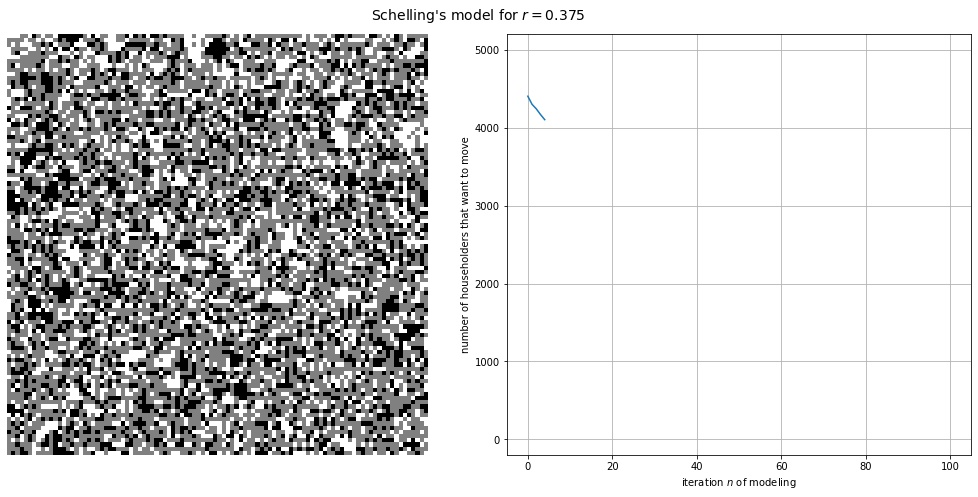 Schelling's model for r = 0.375
number of householders that want to move
5000
4000
3000
2000
1000
0
0 20 40 60 80 100
iteration n of modeling